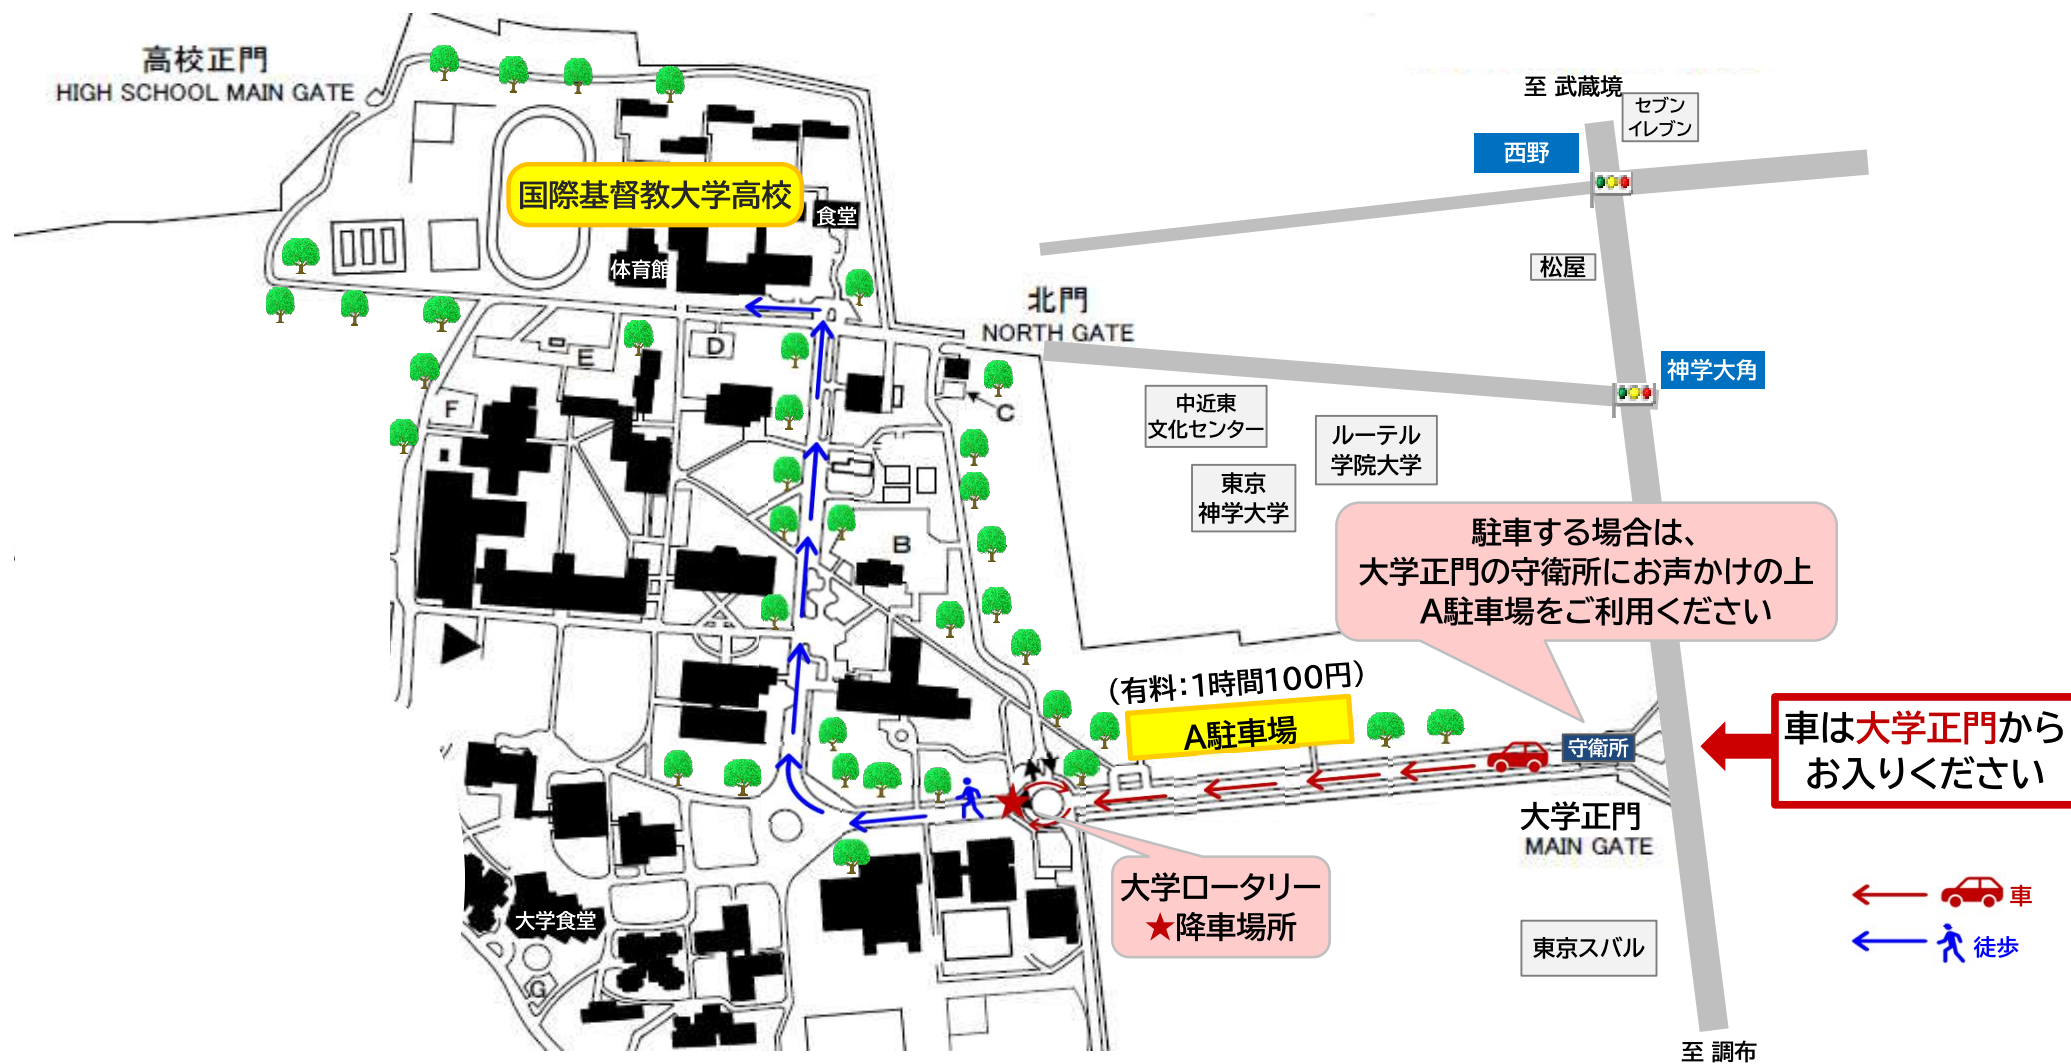 高校正門
HIGH SCHOOL MAIN GATE
国際基督教大学高校
食堂
体育館
至 武蔵境
セブン
イレブン
西野
松屋
北門
NORTH GATE
神学大角
中近東
文化センター
ルーテル
学院大学
東京
神学大学
D
E
F
C
B
駐車する場合は、
大学正門の守衛所にお声かけの上
A駐車場をご利用ください
（有料：1時間100円）
A駐車場
守衛所
車は大学正門から
お入りください
大学正門
MAIN GATE
大学ロータリー
★降車場所
大学食堂
G
車
徒歩
東京スバル
至 調布